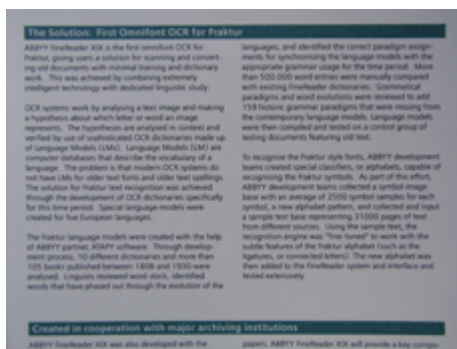 The Solution: First Omnifont OCR for Fraktur
ABBYY FineReader XIX is the first omnifont OCR for
Fraktur, giving users a solution for scanning and convert-
ing old documents with minimal training and dictionary
work. This was achieved by combining extremely
intelligent technology with dedicated linguistic study.
OCR systems work by analysing a text image and making
a hypothesis about which letter or word an image
represents. The hypotheses are analysed in context and
verified by use of sophisticated OCR dictionaries made up
of Language Models (LMs). Language Models (LM) are
computer databases that describe the vocabulary of a
language. The problem is that modern OCR systems do
not have LMs for older text fonts and older text spellings.
The solution for fraktur text recognition was achieved
through the development of OCR dictionaries specifically
for this time period. Special language models were
created for five European languages.
The fraktur language models were created with the help
of ABBYY partner, ATAPY software. Through develop-
ment process, 10 different dictionaries and more than
105 books published between 1808 and 1930 were
analysed. Linguists reviewed word stock, identified
words that have phased out through the evolution of the
languages, and identified the correct paradigm assign-
ments for synchronising the language models with the
appropriate grammar usage for the time period. More
than 500,000 word entries were manually compared
with existing FineReader dictionaries. Grammatical
paradigms and word evolutions were reviewed to add
159 historic grammar paradigms that were missing from
the contemporary language models. Language models
were then compiled and tested on a control group of
testing documents featuring old text.
To recognise the Fraktur style fonts, ABBYY development
teams created special classifiers, or alphabets, capable of
recognising the fraktur symbols. As part of this effort,
ABBYY development teams collected a symbol image
base with an average of 2500 symbol samples for each
symbol, a new alphabet pattern, and collected and input
a sample test base representing 31000 pages of text
from different sources. Using the sample text, the
recognition engine was "fine-tuned" to work with the
subtle features of the fraktur alphabet (such as the
ligatures, or connected letters). The new alphabet was
then added to the FineReader system and interface and
tested extensively.
Created in cooperation with major archiving institutions
ABBYY FineReader XIX was also developed with the
papers. ABBYY FineReader XIX will provide a key compo-